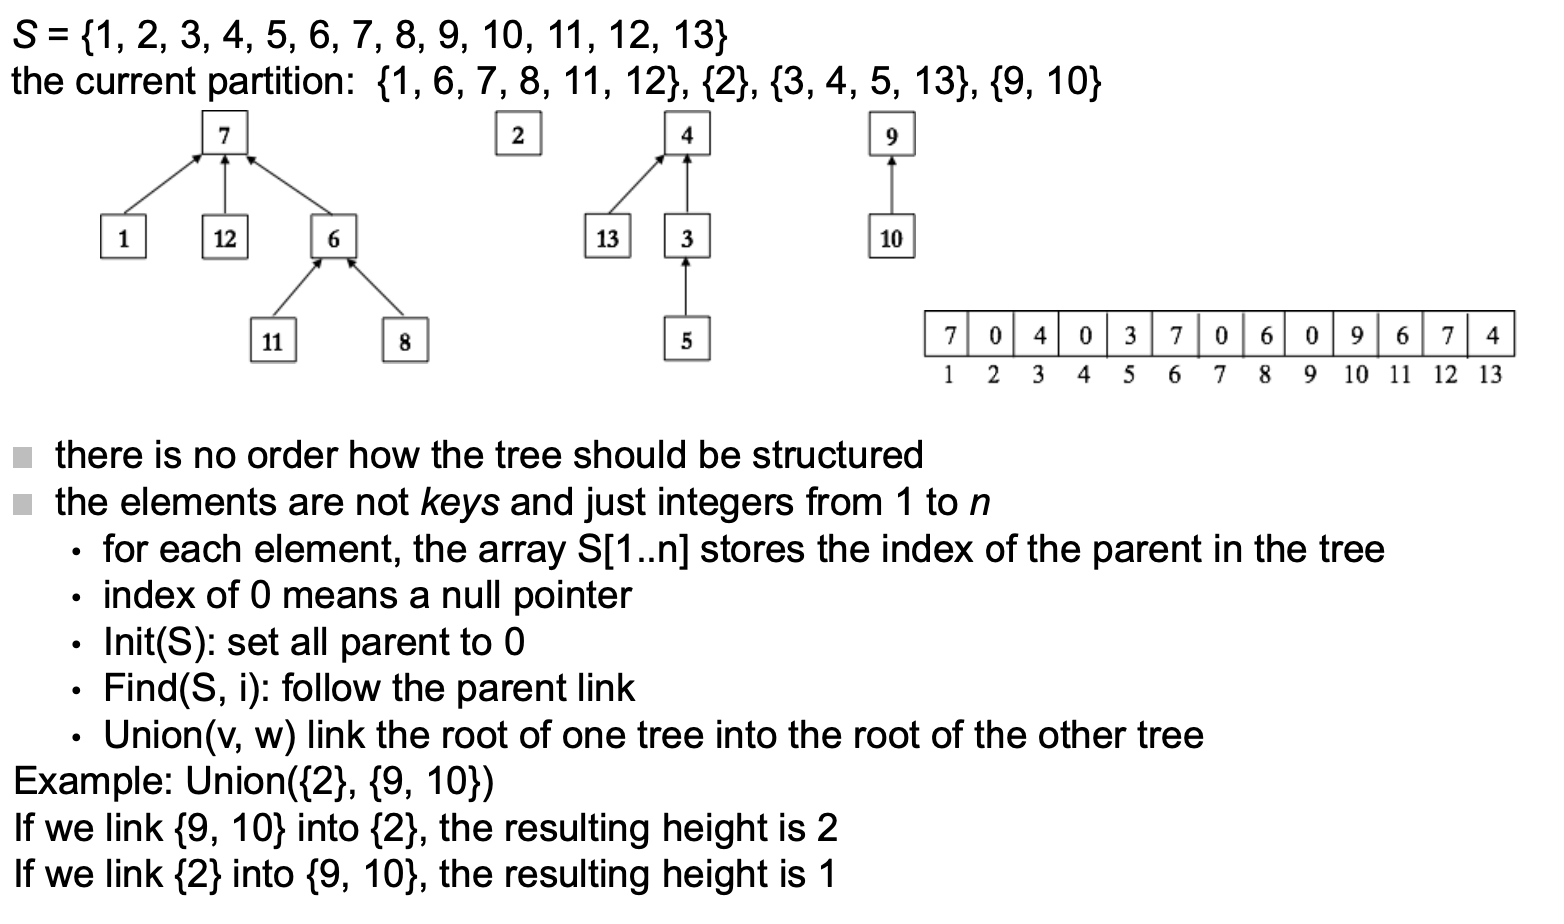 S = {1, 2, 3, 4, 5, 6, 7, 8, 9, 10, 11, 12, 13}
the current partition: {1, 6, 7, 8, 11, 12}, {2}, {3, 4, 5, 13}, {9, 10}
7 2 4 9
1 12 6 13 3 10
11 8 5
7 0 4 0 3 7 0 6 0 9 6 7 4
1 2 3 4 5 6 7 8 9 10 11 12 13
there is no order how the tree should be structured
the elements are not keys and just integers from 1 to n
• for each element, the array S[1..n] stores the index of the parent in the tree
• index of 0 means a null pointer
• Init(S): set all parent to 0
• Find(S, i): follow the parent link
• Union(v, w) link the root of one tree into the root of the other tree
Example: Union({2}, {9, 10})
If we link {9, 10} into {2}, the resulting height is 2
If we link {2} into {9, 10}, the resulting height is 1